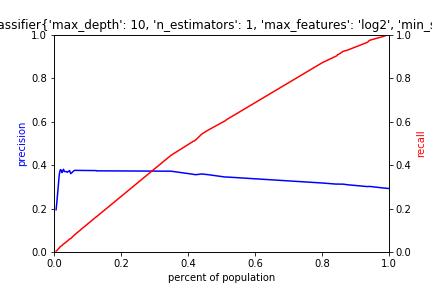 assifier{'max_depth': 10, 'n_estimators': 1, 'max_features': 'log2', 'min_s
1.0 1.0
0.8 0.8
0.6 0.6
precision recall
0.4 0.4
0.2 0.2
0.0 0.0
0.0 0.2 0.4 0.6 0.8 1.0
percent of population